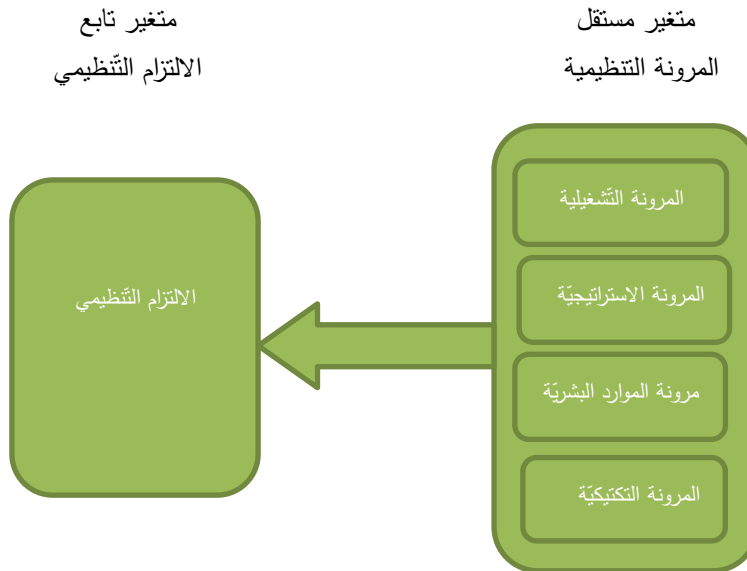 متغير مستقل
المرونة التنظيمية
متغير تابع
الالتزام التّنظيمي
المرونة التّشغيلية
المرونة الاستراتيجيّة
مرونة الموارد البشريّة
المرونة التكتيكيّة
الالتزام التّنظيمي